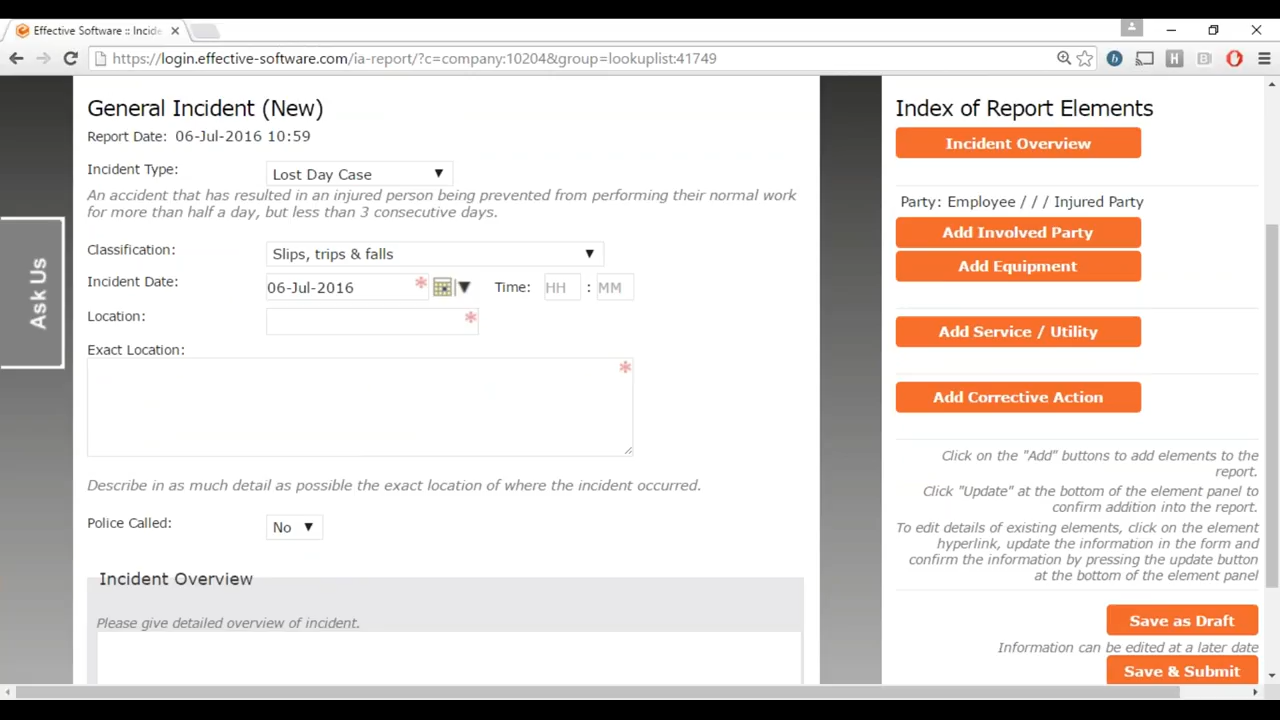 Effective Software :: Incide
https://login.effective-software.com/ia-report/?c=company:10204&group=lookuplist:41749
Ask Us
General Incident (New)
Report Date: 06-Jul-2016 10:59
Incident Type: Lost Day Case
An accident that has resulted in an injured person being prevented from performing their normal work
for more than half a day, but less than 3 consecutive days.
Classification: Slips, trips & falls
Incident Date: 06-Jul-2016 * Time: HH : MM
Location: *
Exact Location:
*
Describe in as much detail as possible the exact location of where the incident occurred.
Police Called: No
Incident Overview
Please give detailed overview of incident.
Index of Report Elements
Incident Overview
Party: Employee / / / Injured Party
Add Involved Party
Add Equipment
Add Service / Utility
Add Corrective Action
Click on the "Add" buttons to add elements to the
report.
Click "Update" at the bottom of the element panel to
confirm addition into the report.
To edit details of existing elements, click on the element
hyperlink, update the information in the form and
confirm the information by pressing the update button
at the bottom of the element panel
Save as Draft
Information can be edited at a later date
Save & Submit